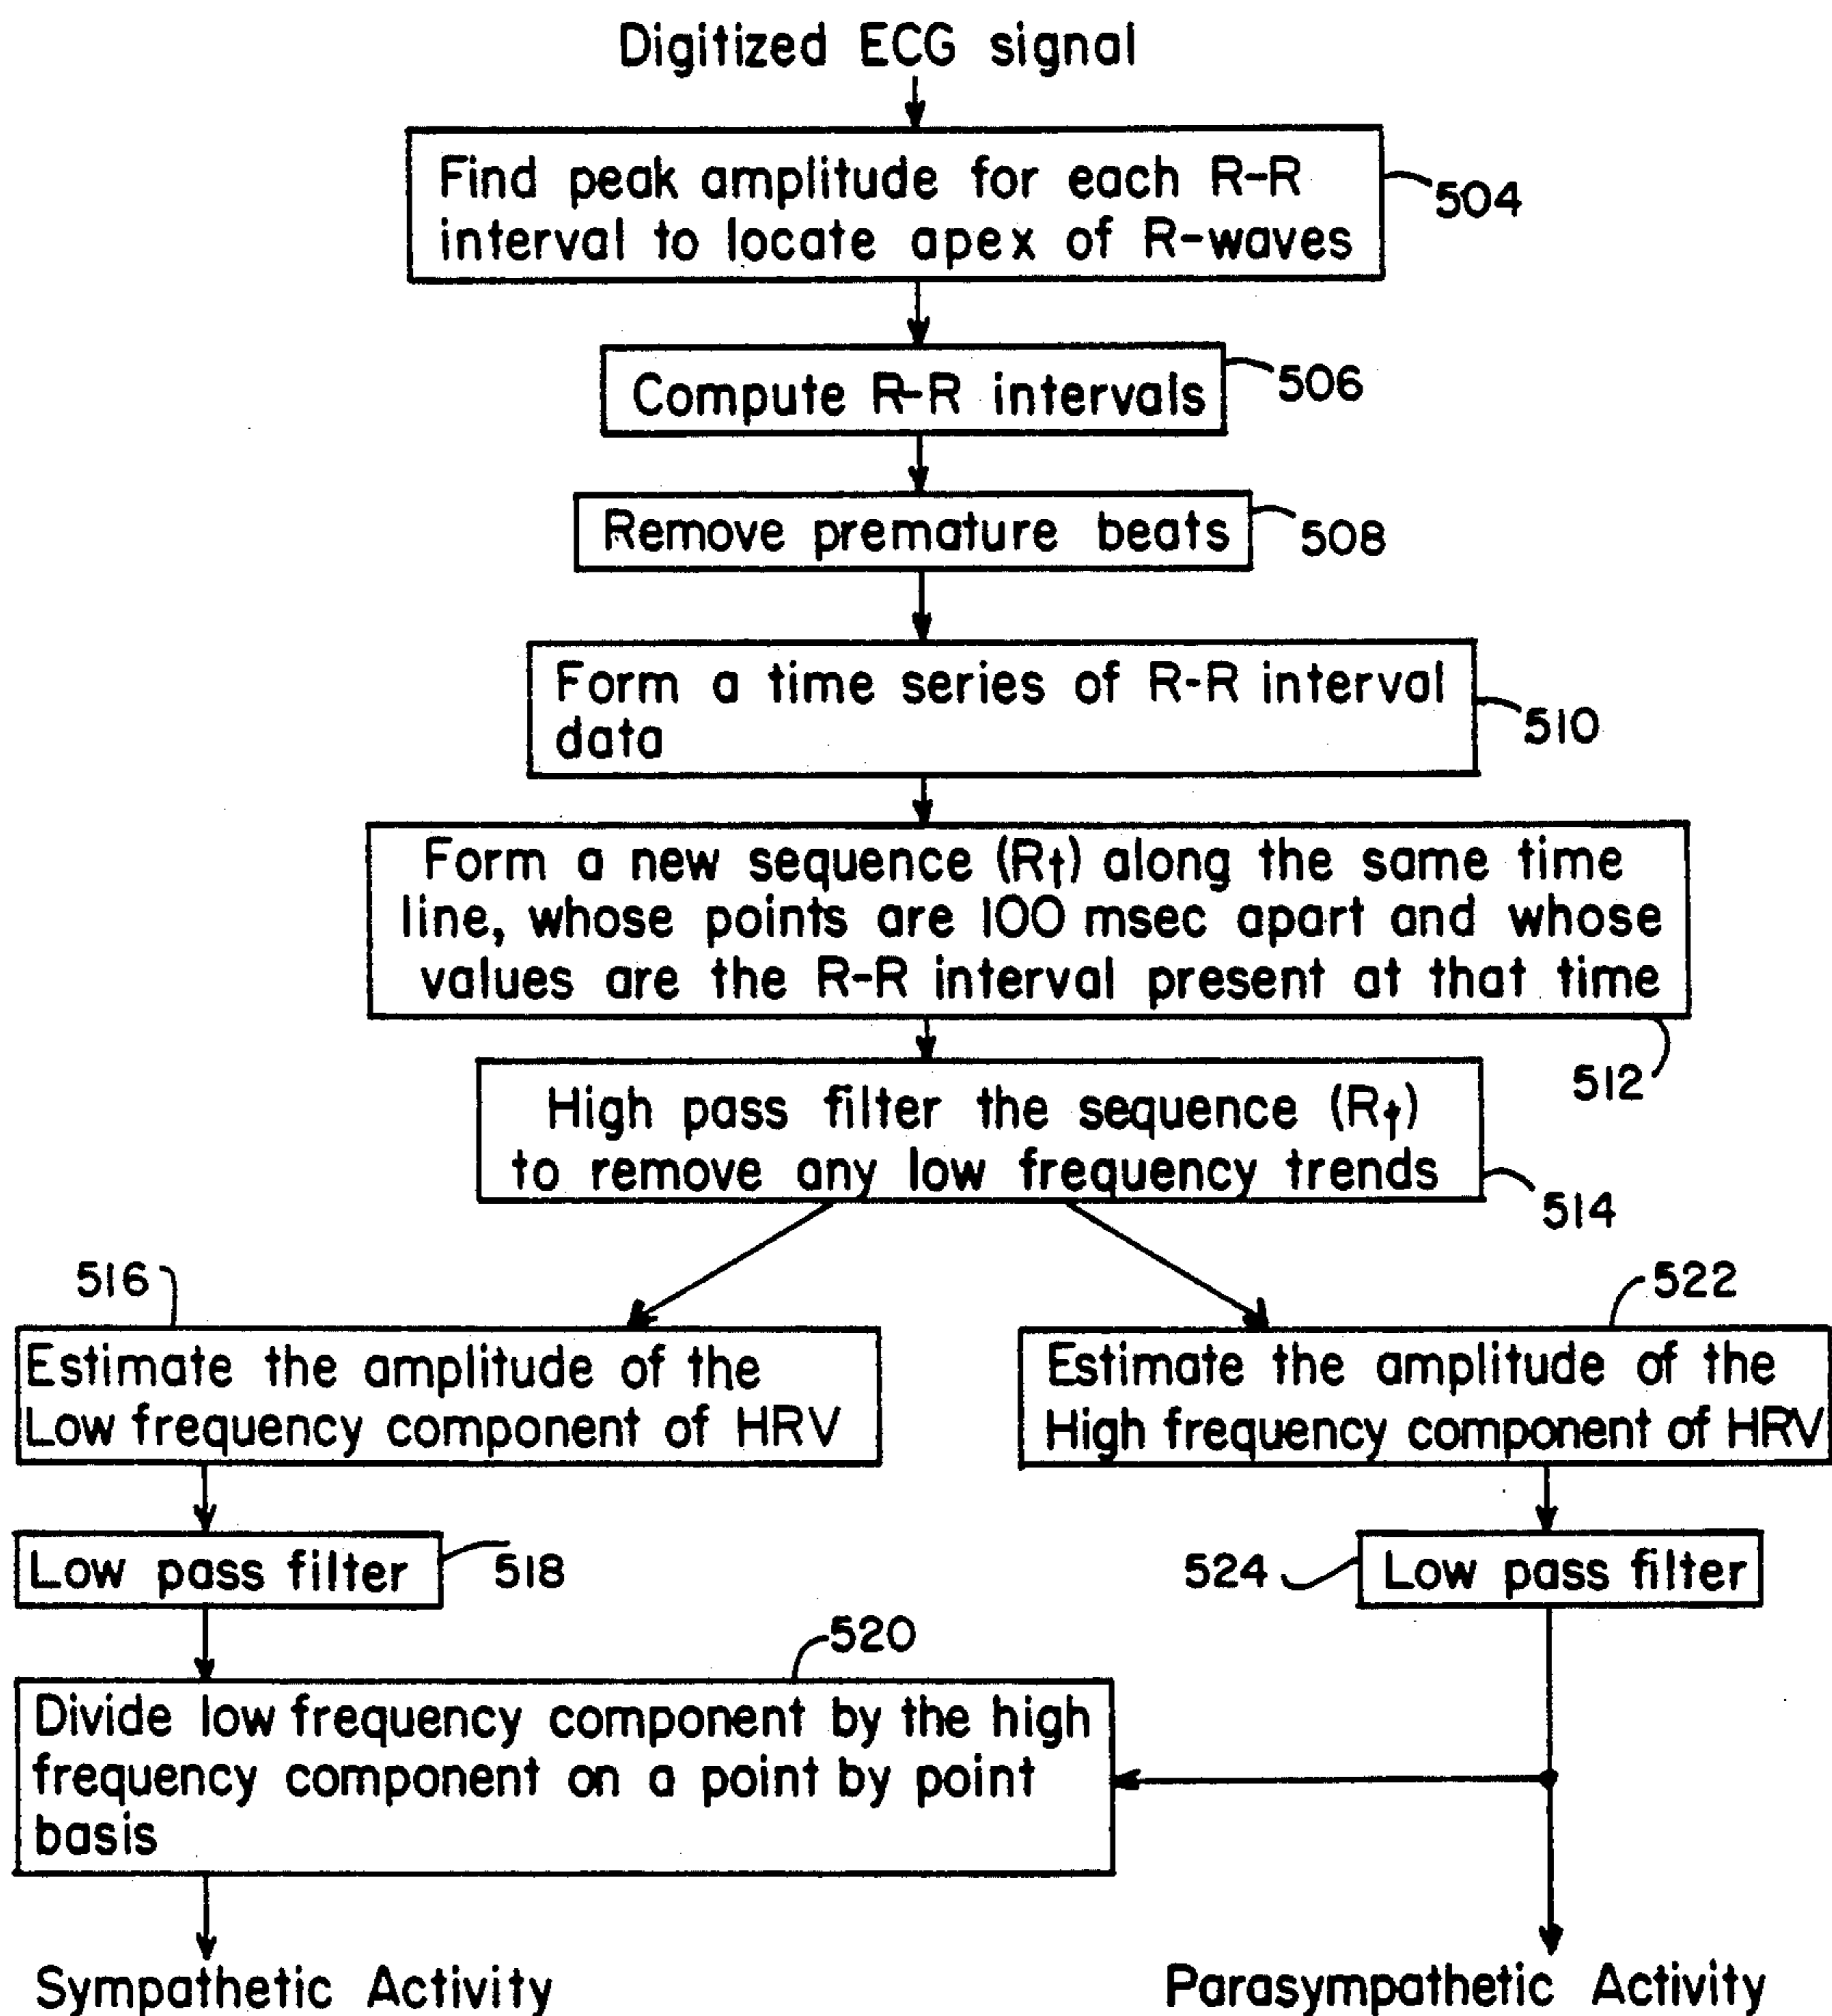 Digitized ECG signal
Find peak amplitude for each R-R
interval to locate apex of R-waves
504
Compute R-R intervals
506
Remove premature beats
508
Form a time series of R-R interval
data
510
Form a new sequence (Rt) along the same time
line, whose points are 100 msec apart and whose
values are the R-R interval present at that time
512
High pass filter the sequence (Rt)
to remove any low frequency trends
514
516
Estimate the amplitude of the
Low frequency component of HRV
522
Estimate the amplitude of the
High frequency component of HRV
Low pass filter
518
524
Low pass filter
520
Divide low frequency component by the high
frequency component on a point by point
basis
Sympathetic Activity
Parasympathetic Activity